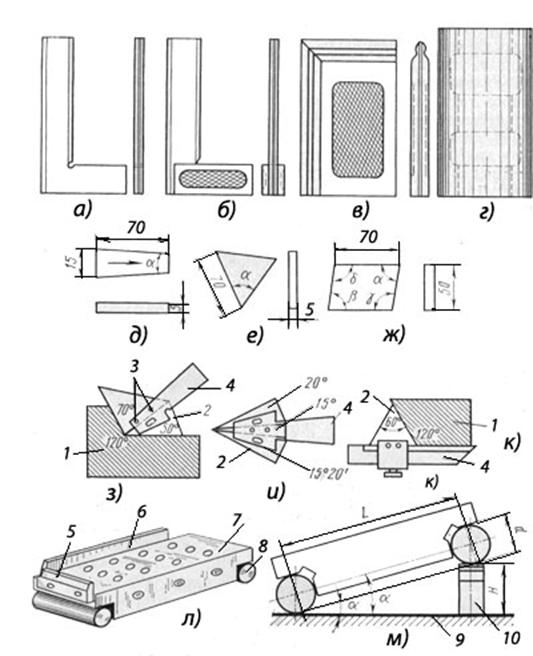 а) б) в) г)
70
15 α
5
д)
10 α
5
е)
70
δ α
β γ
50
ж)
3
4
70° 2
50°
1
120°
з)
20°
15°
4
2
15°20'
и)
2
1
60° 120°
к)
4
к)
5 6 7 8
л)
L
d
α α
H
9 10
м)